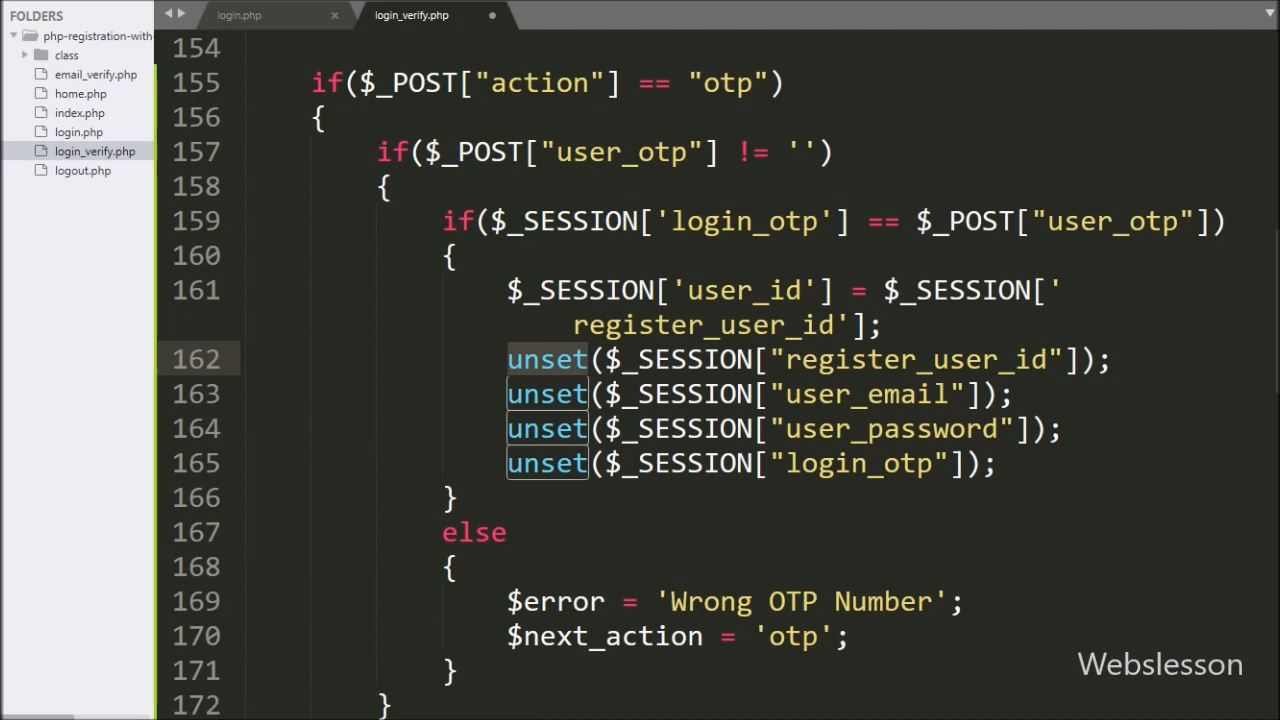 FOLDERS
php-registration-with-
class
email_verify.php
home.php
index.php
login.php
login_verify.php
logout.php
login.php ×
login_verify.php
154
155 if($_POST["action"] == "otp")
156 {
157 if($_POST["user_otp"] != '')
158 {
159 if($_SESSION['login_otp'] == $_POST["user_otp"])
160 {
161 $_SESSION['user_id'] = $_SESSION['
register_user_id'];
162 unset($_SESSION["register_user_id"]);
163 unset($_SESSION["user_email"]);
164 unset($_SESSION["user_password"]);
165 unset($_SESSION["login_otp"]);
166 }
167 else
168 {
169 $error = 'Wrong OTP Number';
170 $next_action = 'otp';
171 }
172 }
Webslesson